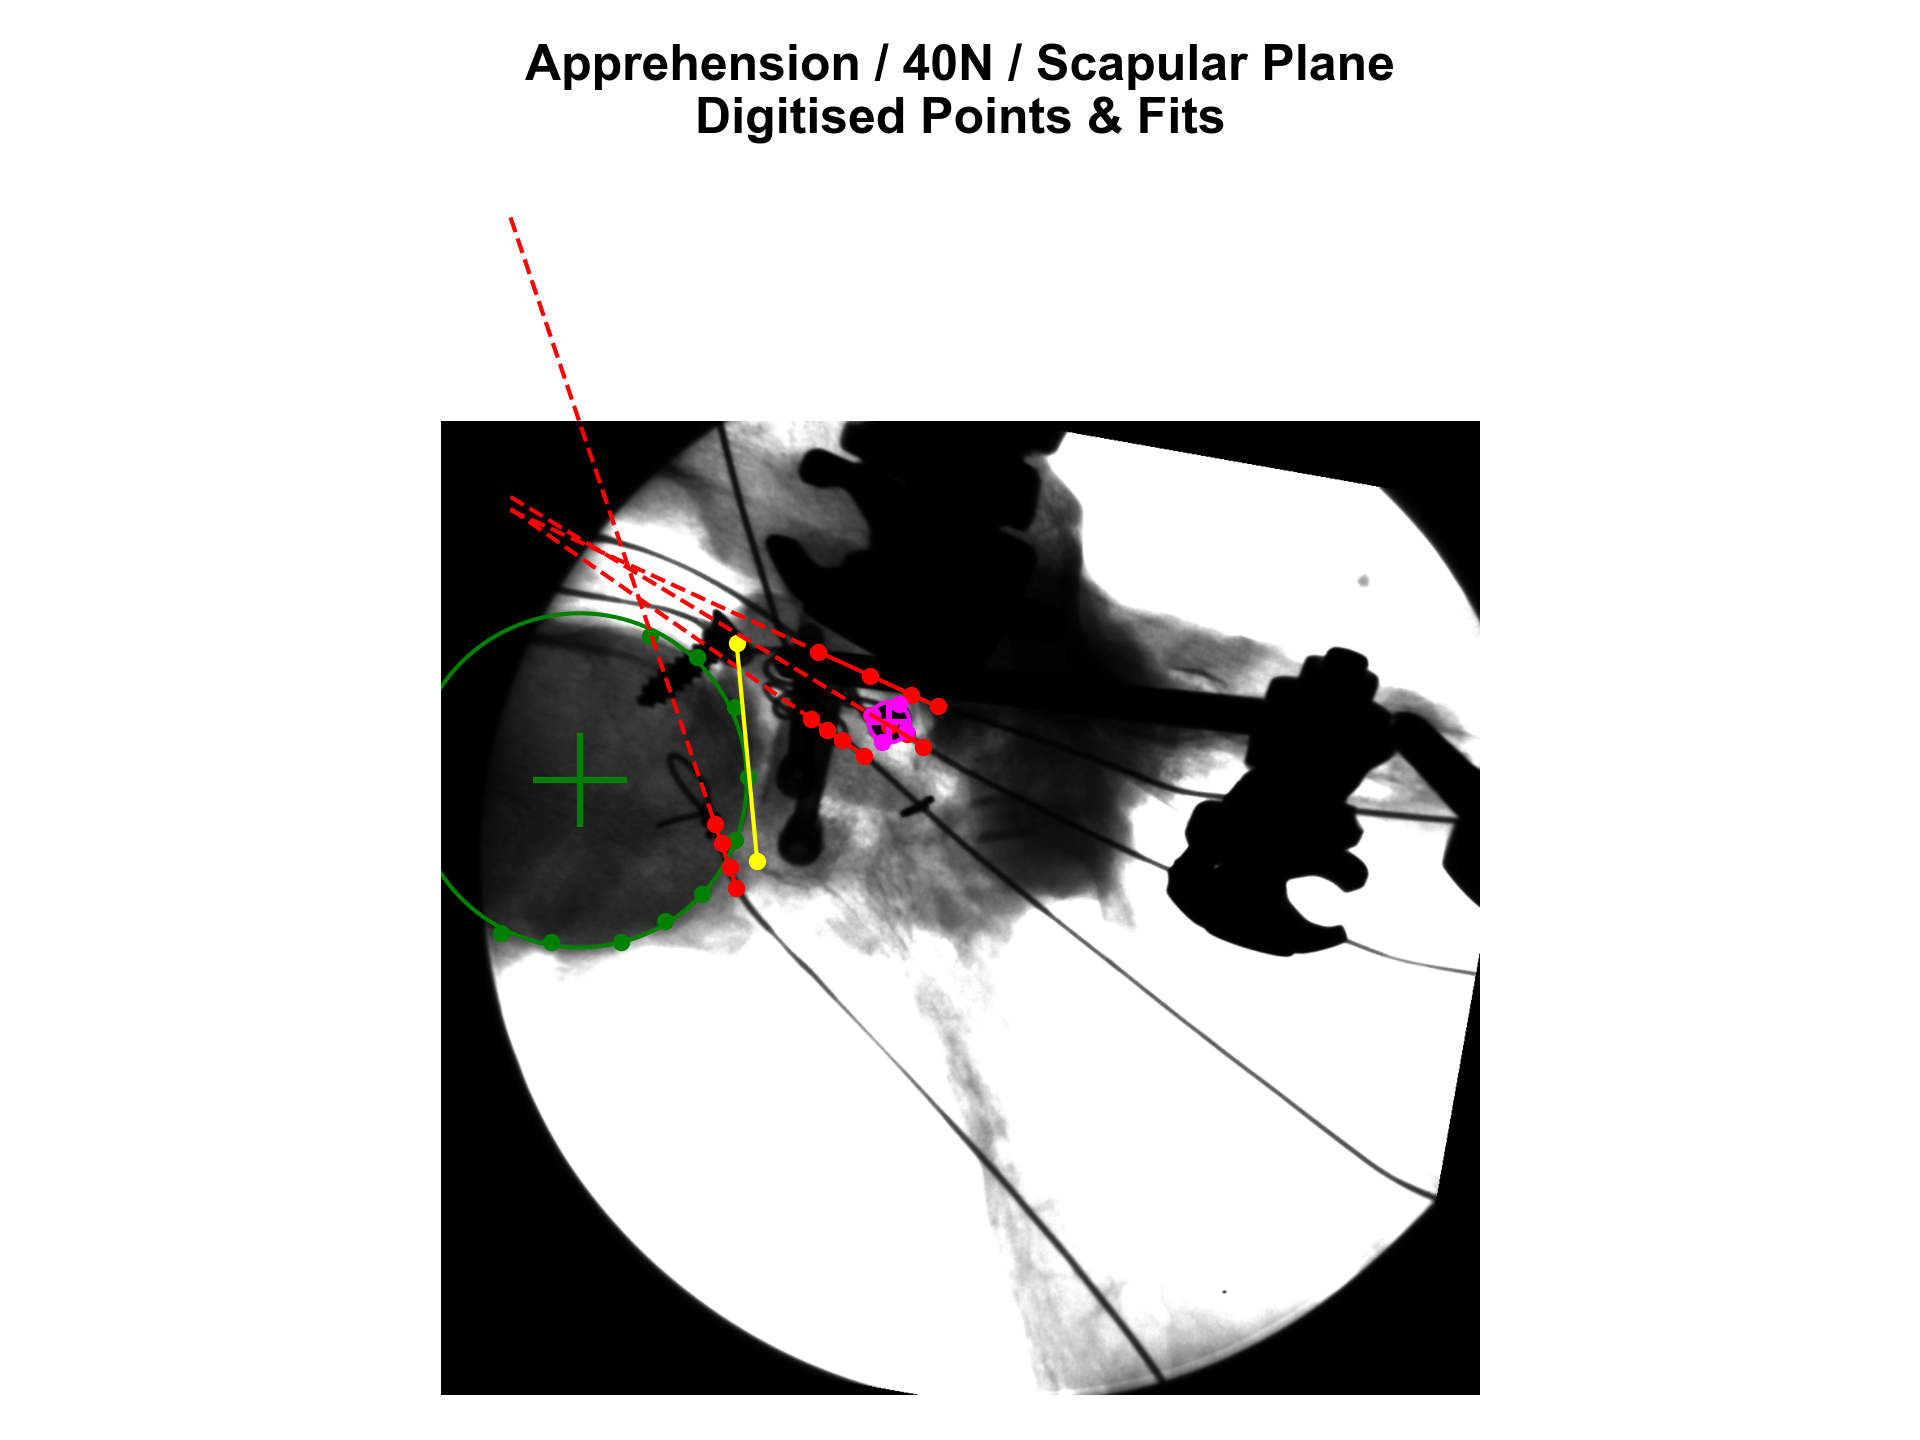 Apprehension / 40N / Scapular Plane
Digitised Points & Fits